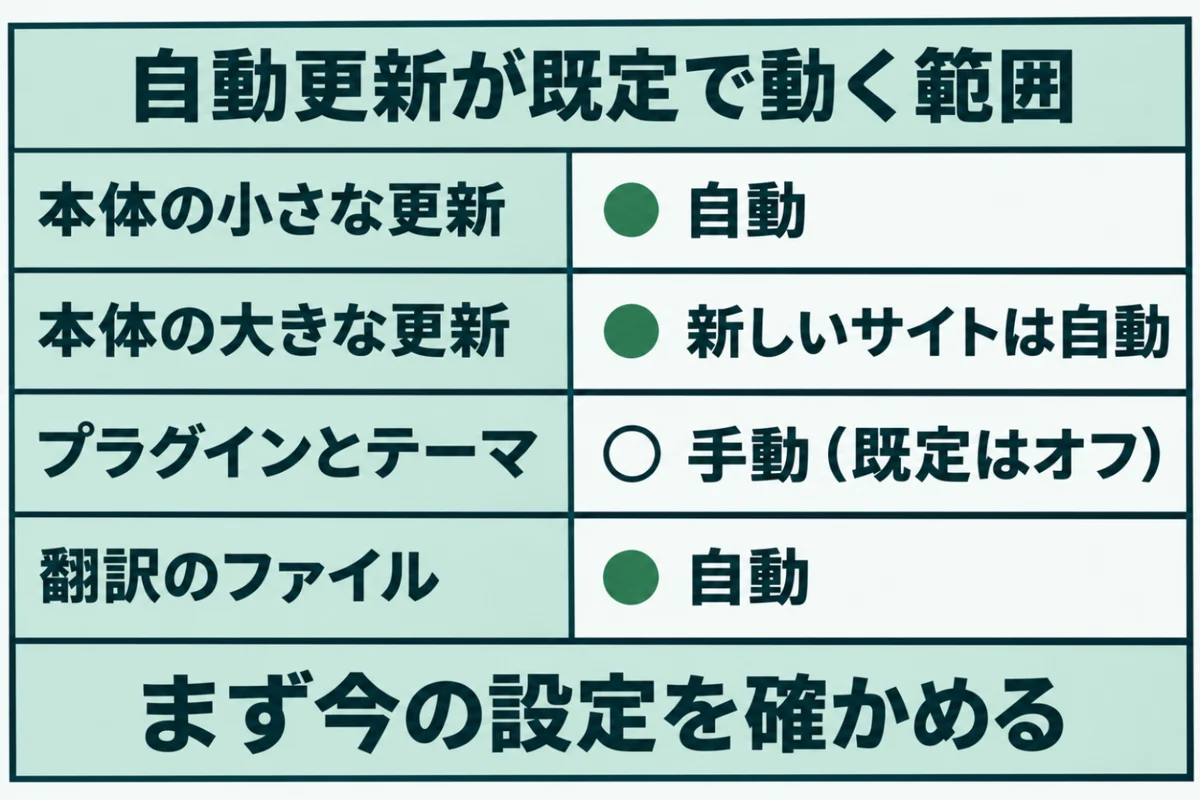 自動更新が既定で動く範囲
本体の小さな更新
自動
本体の大きな更新
新しいサイトは自動
プラグインとテーマ
手動（既定はオフ）
翻訳のファイル
自動
まず今の設定を確かめる